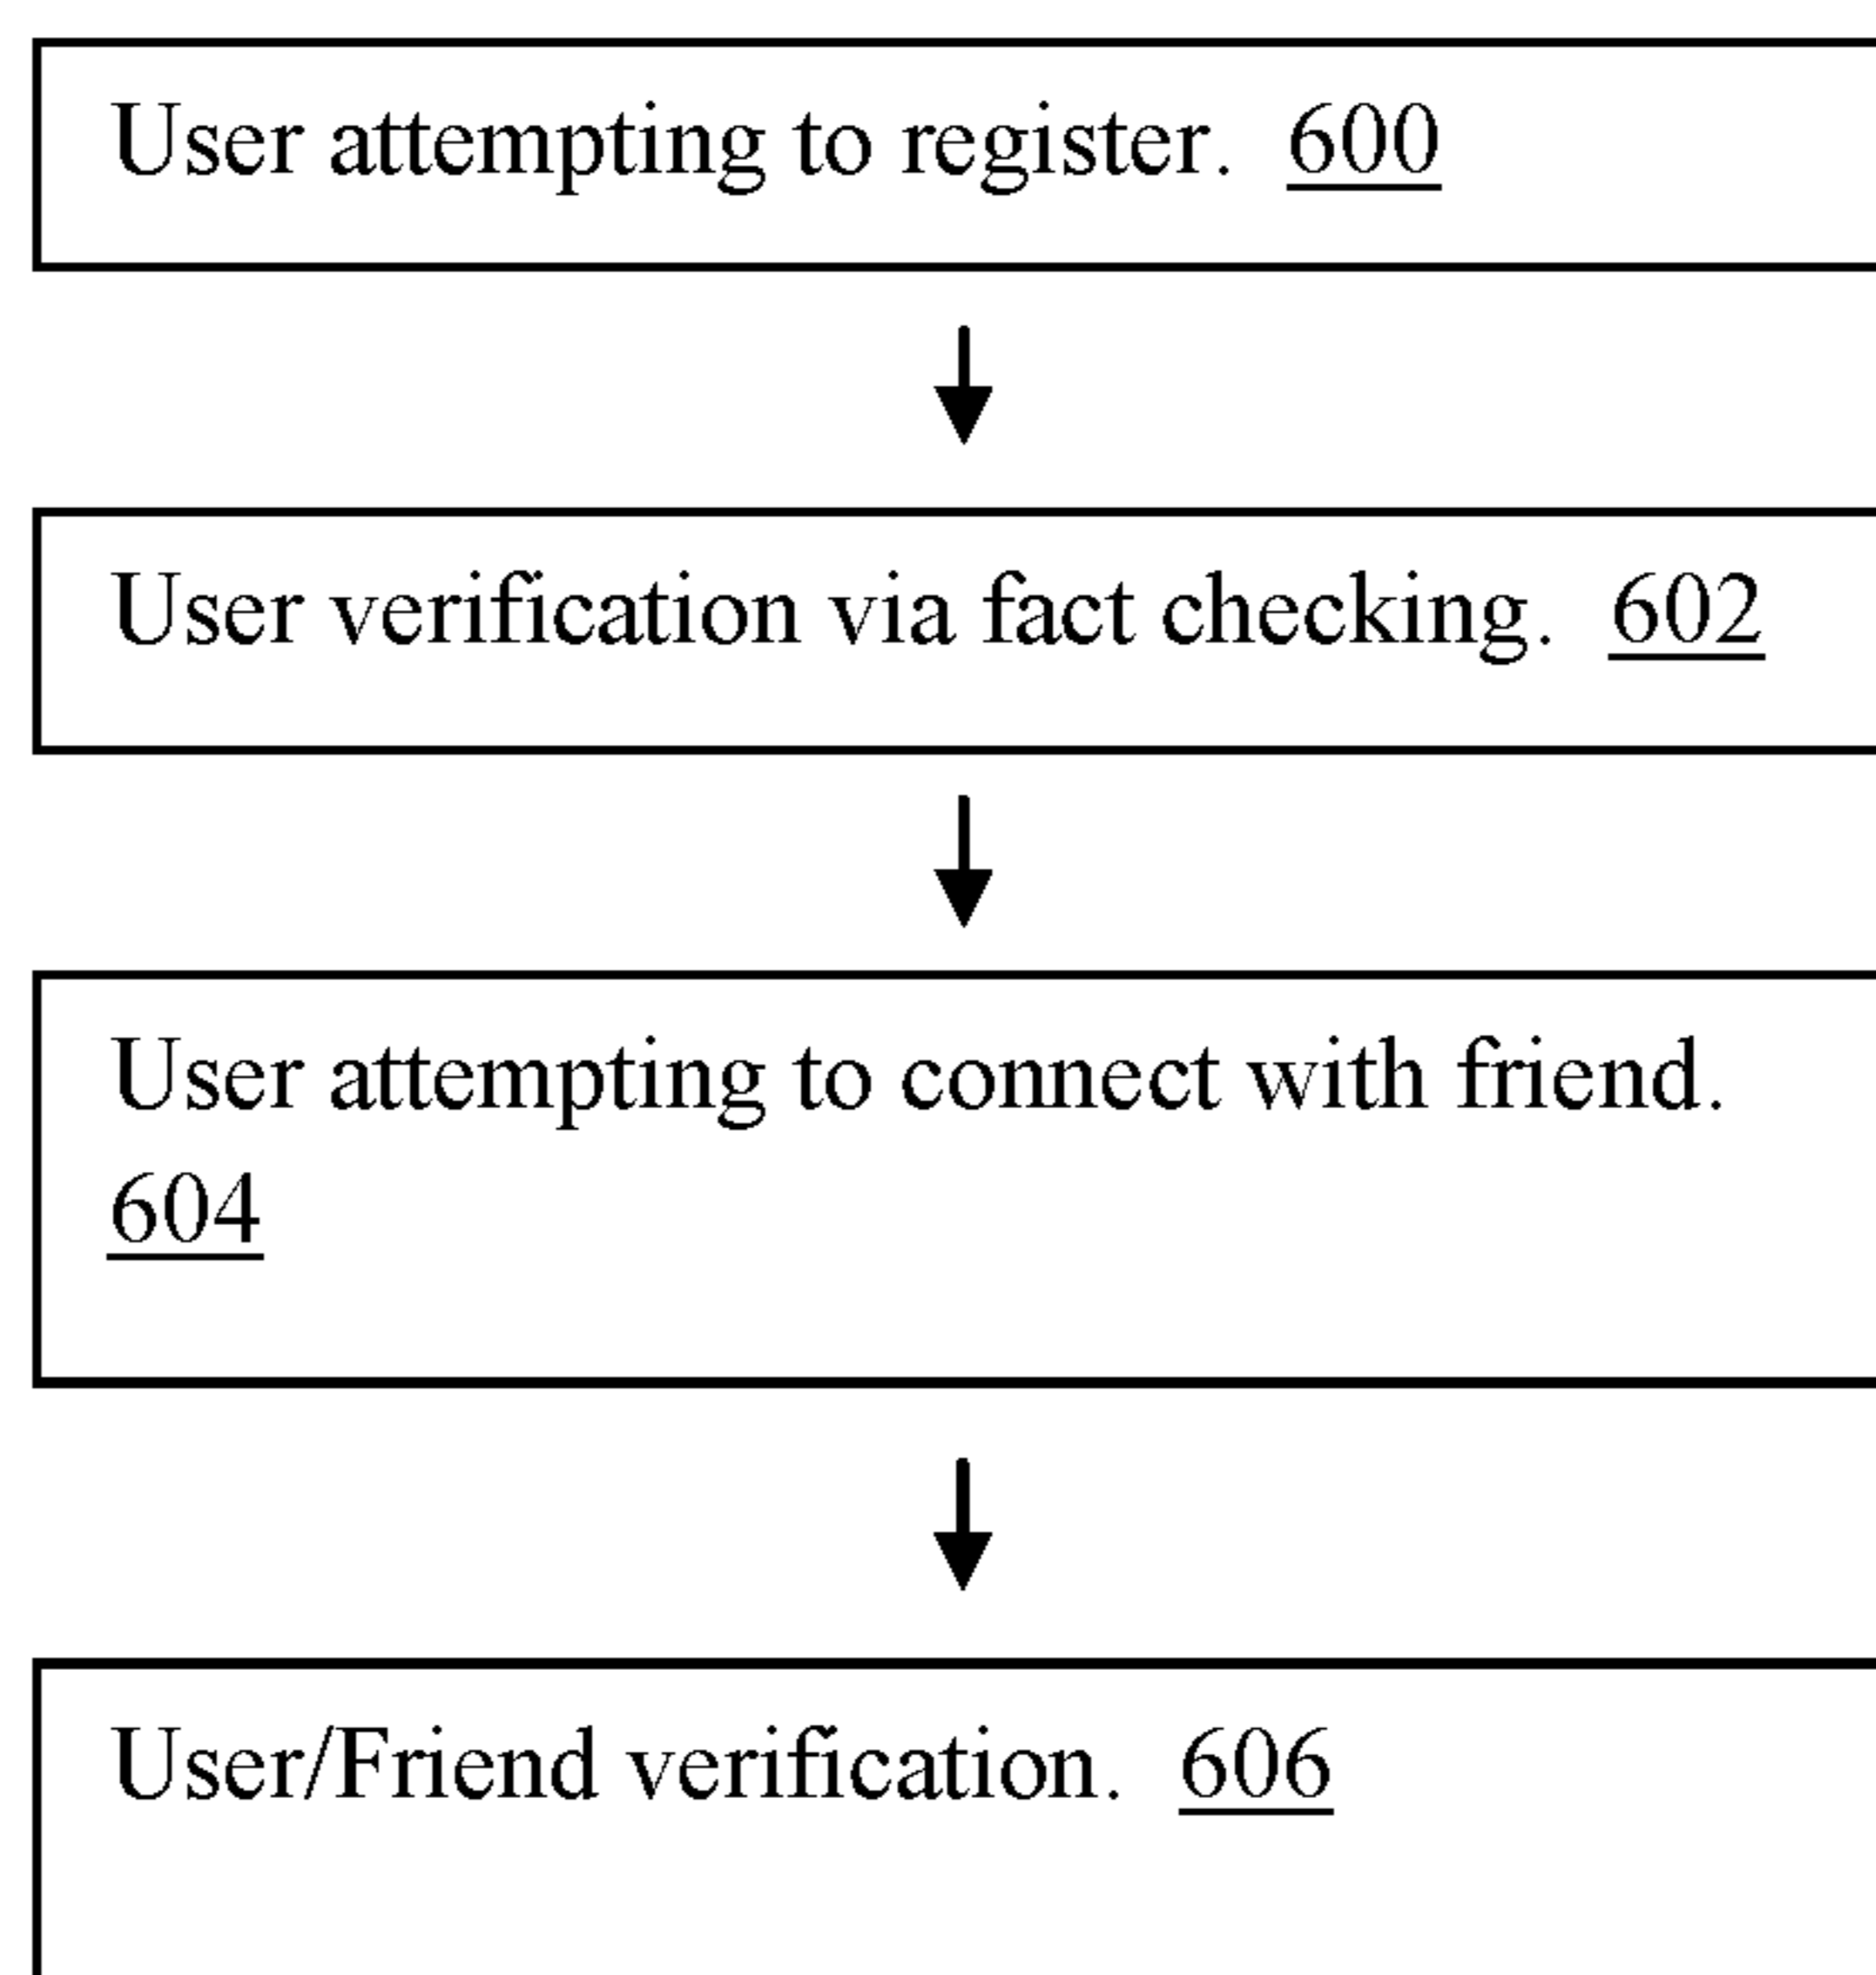 User attempting to register. 600
User verification via fact checking. 602
User attempting to connect with friend.
604
User/Friend verification. 606